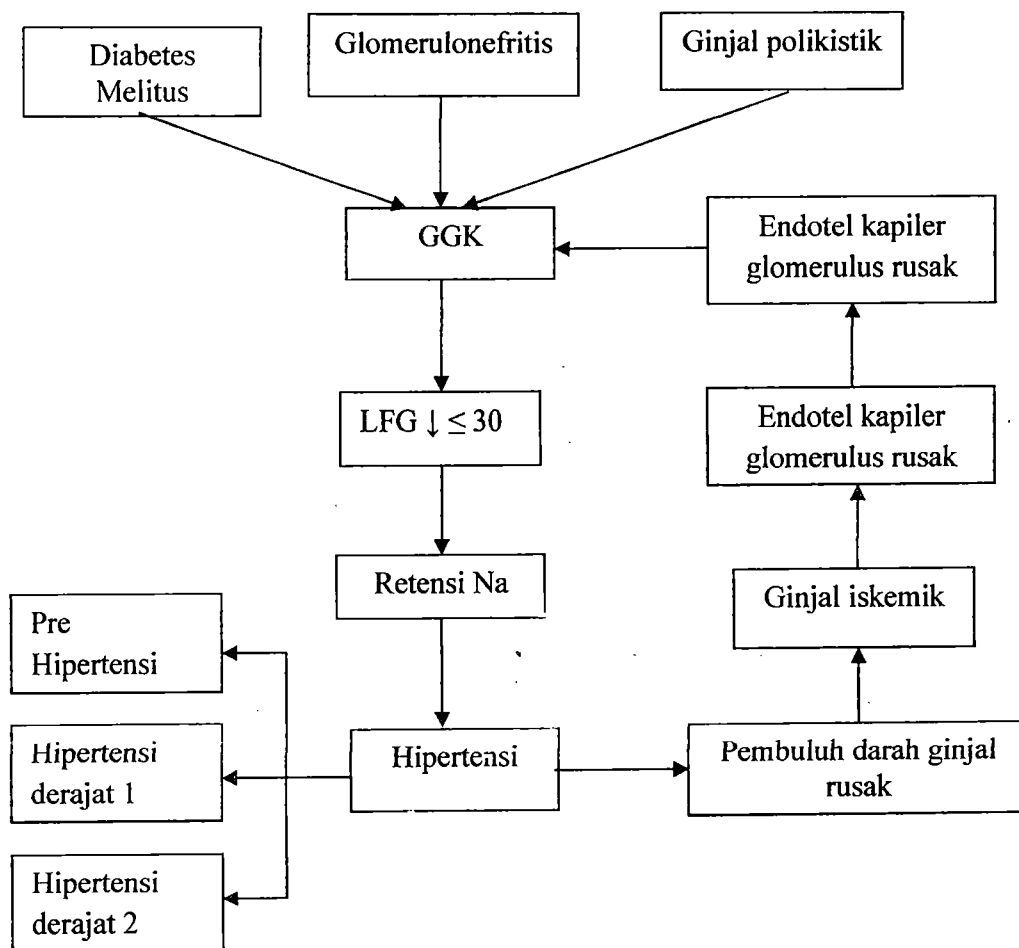 Diabetes
Melitus
Glomerulonefritis
Ginjal polikistik
GGK
Endotel kapiler
glomerulus rusak
LFG ↓ ≤ 30
Endotel kapiler
glomerulus rusak
Retensi Na
Ginjal iskemik
Pre
Hipertensi
Hipertensi
derajat 1
Hipertensi
Pembuluh darah ginjal
rusak
Hipertensi
derajat 2